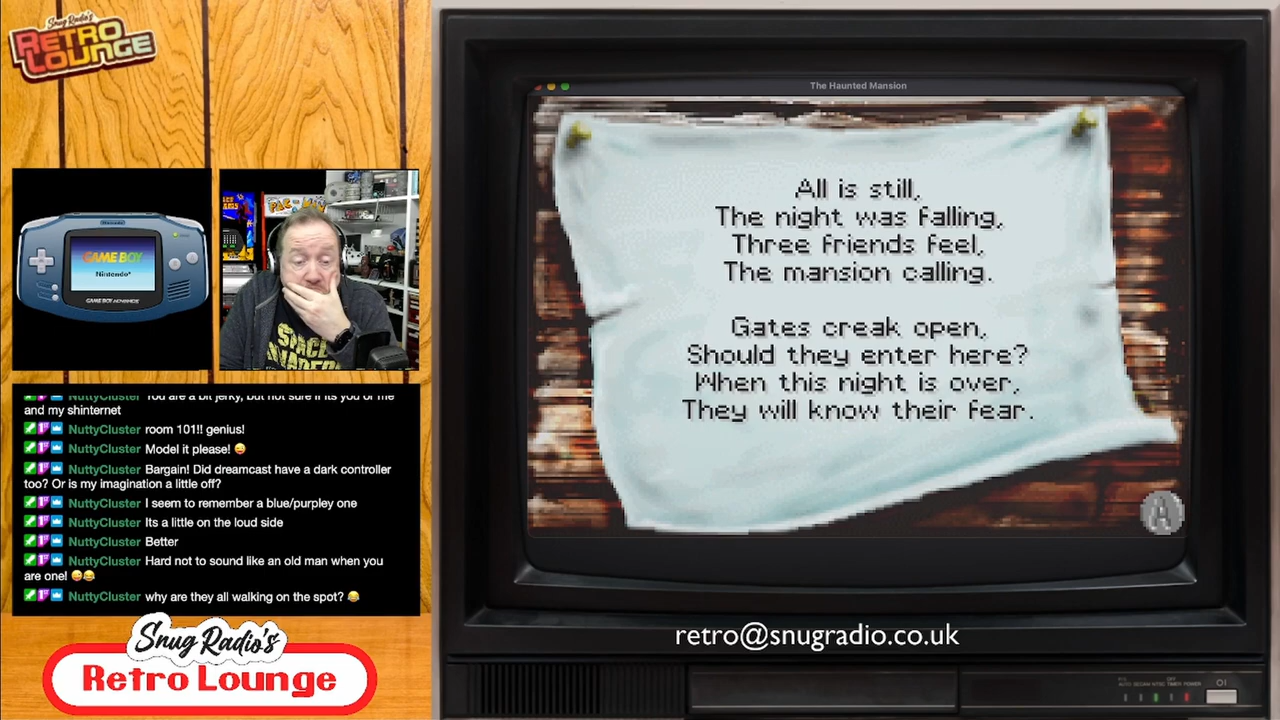 Snug Radio's
RETRO
LOUNGE
The Haunted Mansion
All is still,
The night was falling,
Three friends feel,
The mansion calling.
Gates creak open,
Should they enter here?
When this night is over,
They will know their fear.
A
GAME BOY
Nintendo
GAME BOY ADVANCE
PAC-MAN
SPACE
INVADERS
NuttyCluster You are a bit jerky, but not sure if its you or me
and my shinternet
NuttyCluster room 101!! genius!
NuttyCluster Model it please! 😜
NuttyCluster Bargain! Did dreamcast have a dark controller
too? Or is my imagination a little off?
NuttyCluster I seem to remember a blue/purpley one
NuttyCluster Its a little on the loud side
NuttyCluster Better
NuttyCluster Hard not to sound like an old man when you
are one! 😜😂
NuttyCluster why are they all walking on the spot? 😂
Snug Radio's
Retro Lounge
retro@snugradio.co.uk
POWER